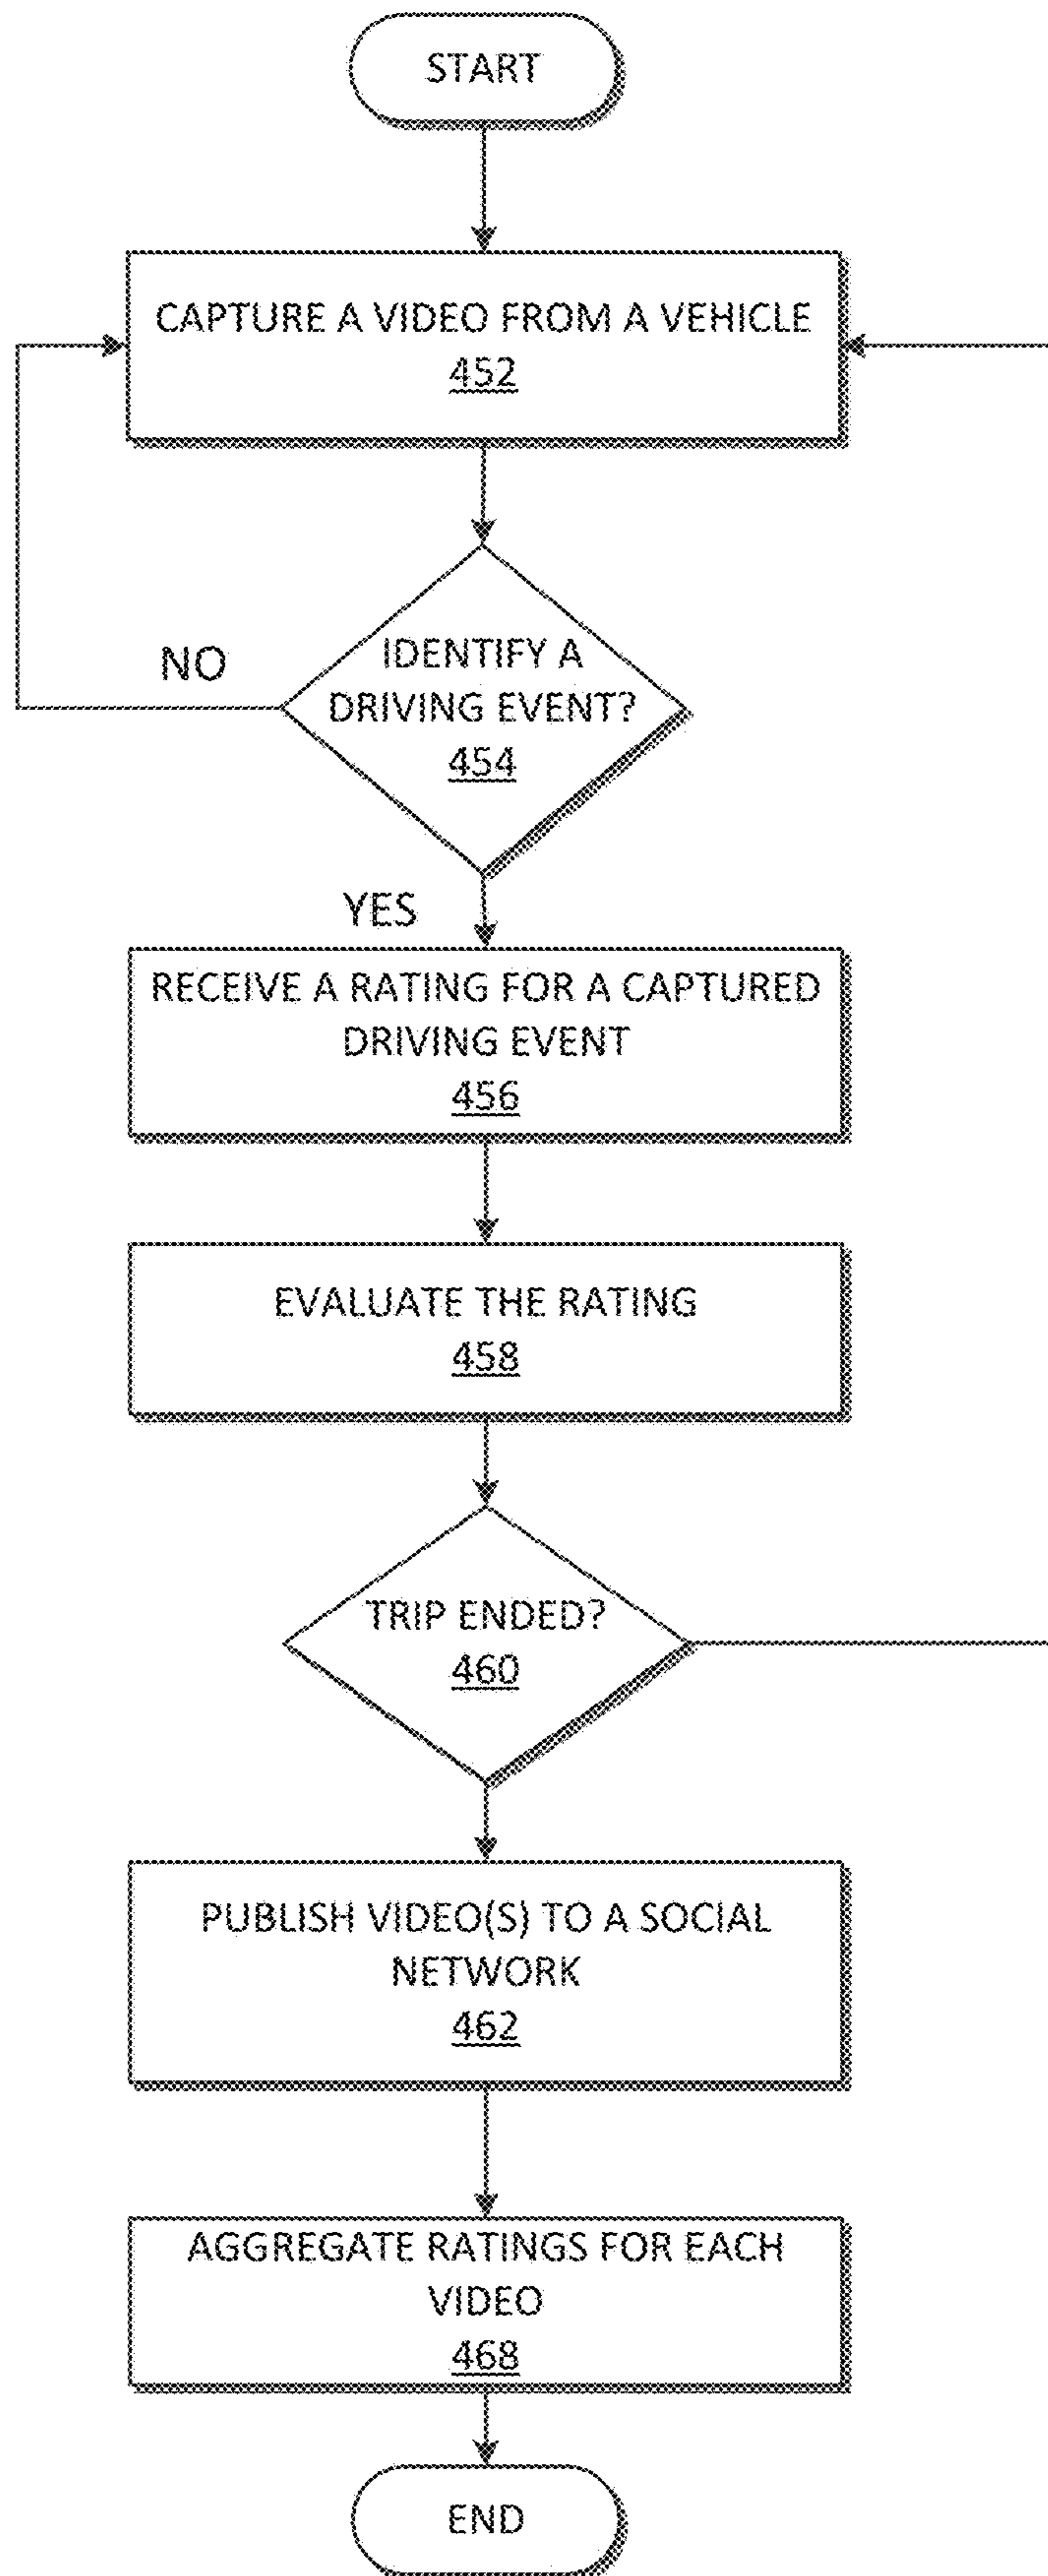 START
CAPTURE A VIDEO FROM A VEHICLE
452
IDENTIFY A
DRIVING EVENT?
454
NO
YES
RECEIVE A RATING FOR A CAPTURED
DRIVING EVENT
456
EVALUATE THE RATING
458
TRIP ENDED?
460
PUBLISH VIDEO(S) TO A SOCIAL
NETWORK
462
AGGREGATE RATINGS FOR EACH
VIDEO
468
END